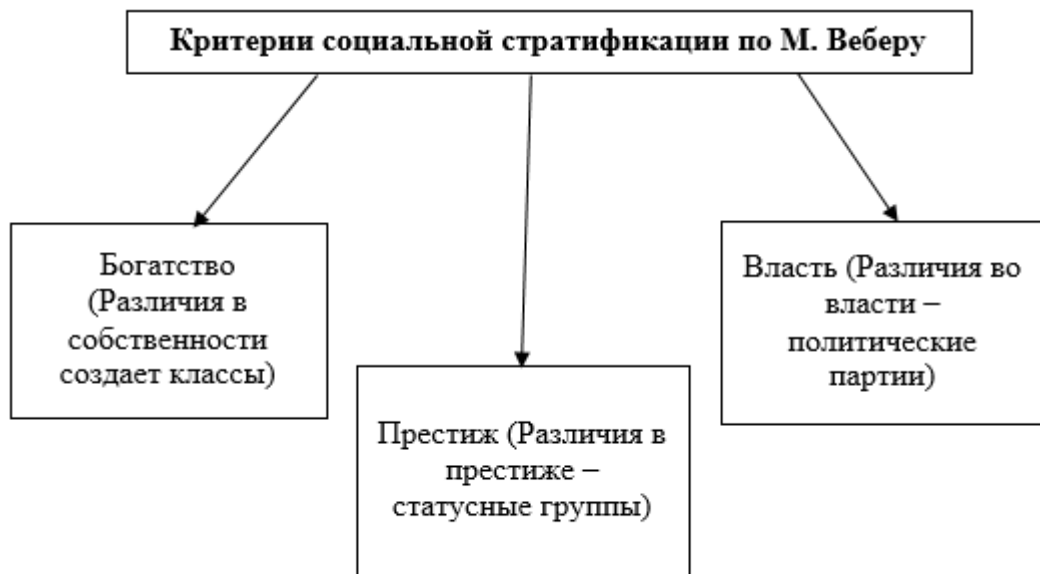 Критерии социальной стратификации по М. Веберу
Богатство
(Различия в
собственности
создает классы)
Престиж (Различия в
престиже –
статусные группы)
Власть (Различия во
власти –
политические
партии)